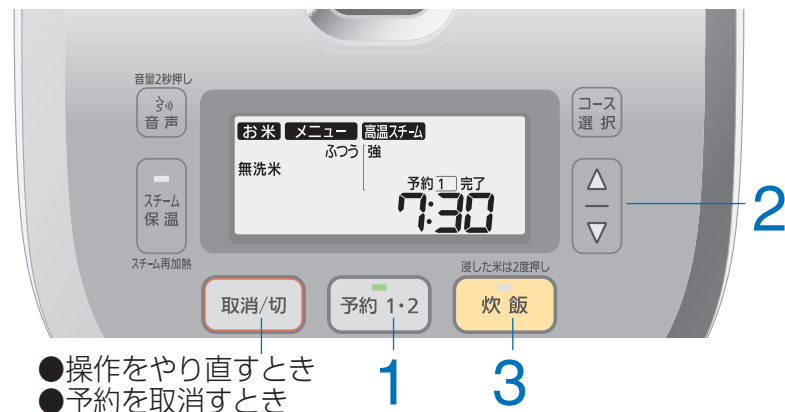 音量2秒押し
音声
コース
選択
お米 メニュー 高温スチーム
ふつう 強
無洗米
予約 1 完了
7:30
スチーム
保温
スチーム再加熱
2
浸した米は2度押し
取消/切
予約 1・2
炊飯
●操作をやり直すとき
●予約を取消すとき
1
3